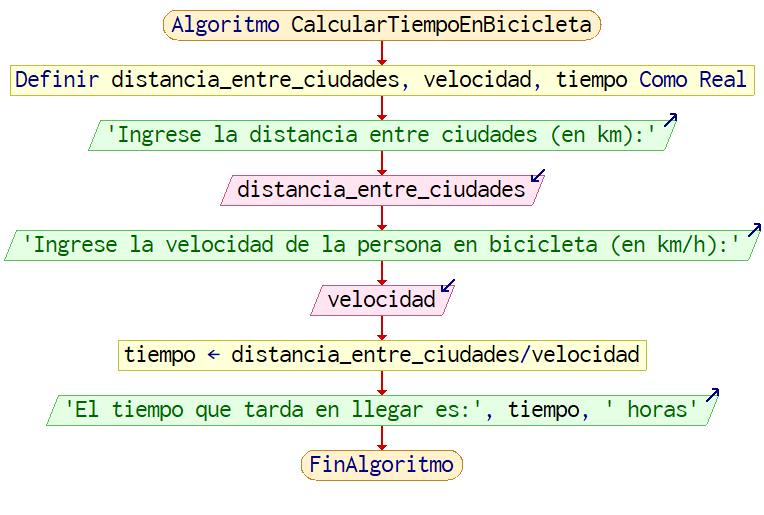 Algoritmo CalcularTiempoEnBicicleta
Definir distancia_entre_ciudades, velocidad, tiempo Como Real
'Ingrese la distancia entre ciudades (en km):'
distancia_entre_ciudades
'Ingrese la velocidad de la persona en bicicleta (en km/h):'
velocidad
tiempo ← distancia_entre_ciudades/velocidad
'El tiempo que tarda en llegar es:', tiempo, ' horas'
FinAlgoritmo